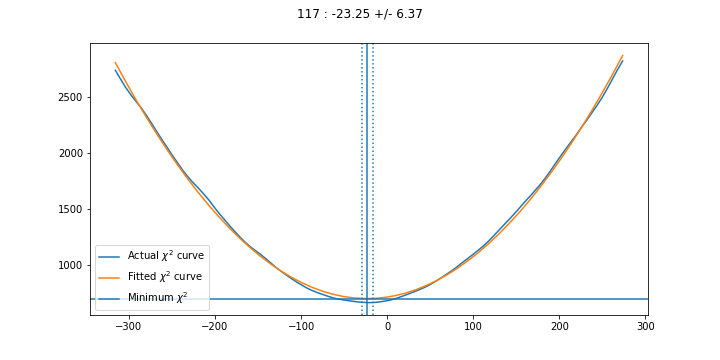 117 : -23.25 +/- 6.37
2500
2000
1500
1000
Actual χ² curve
Fitted χ² curve
Minimum χ²
−300 −200 −100 0 100 200 300